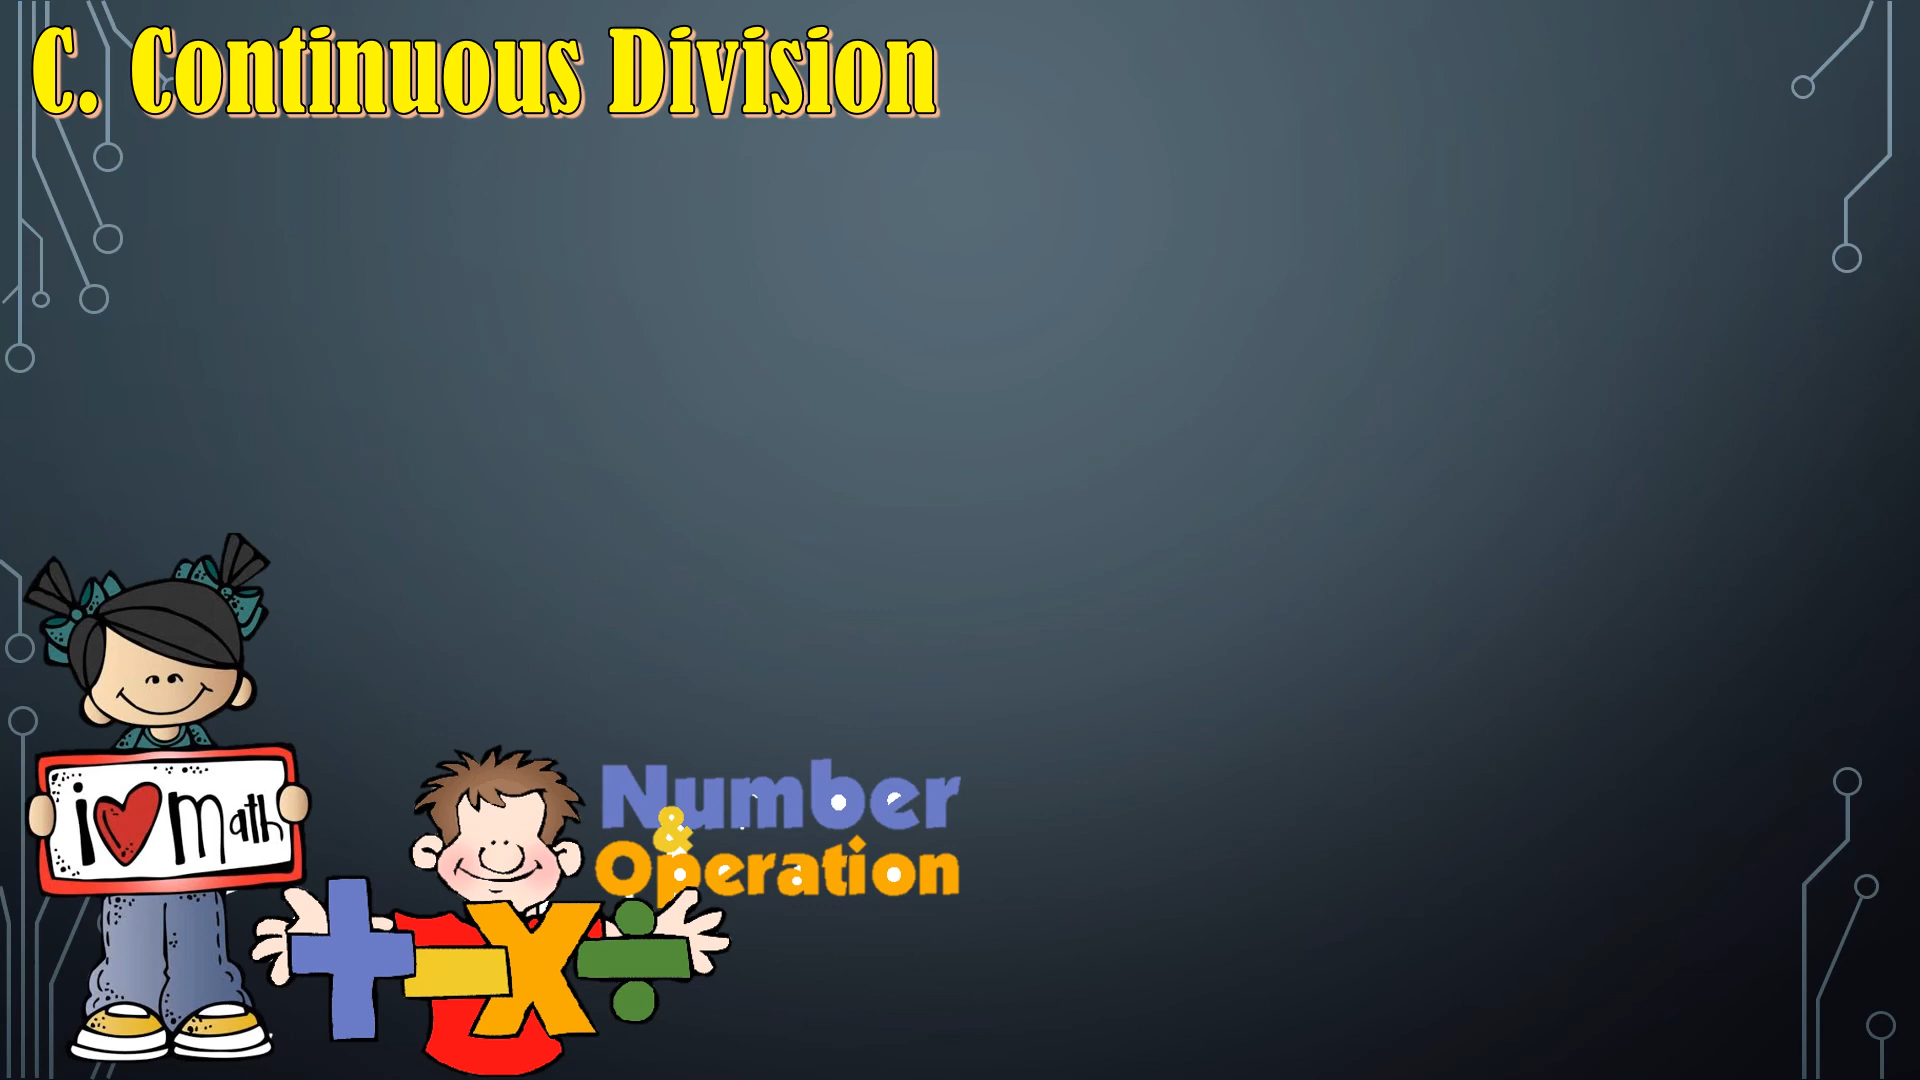 C. Continuous Division
i ♥ math
Number
&
Operation